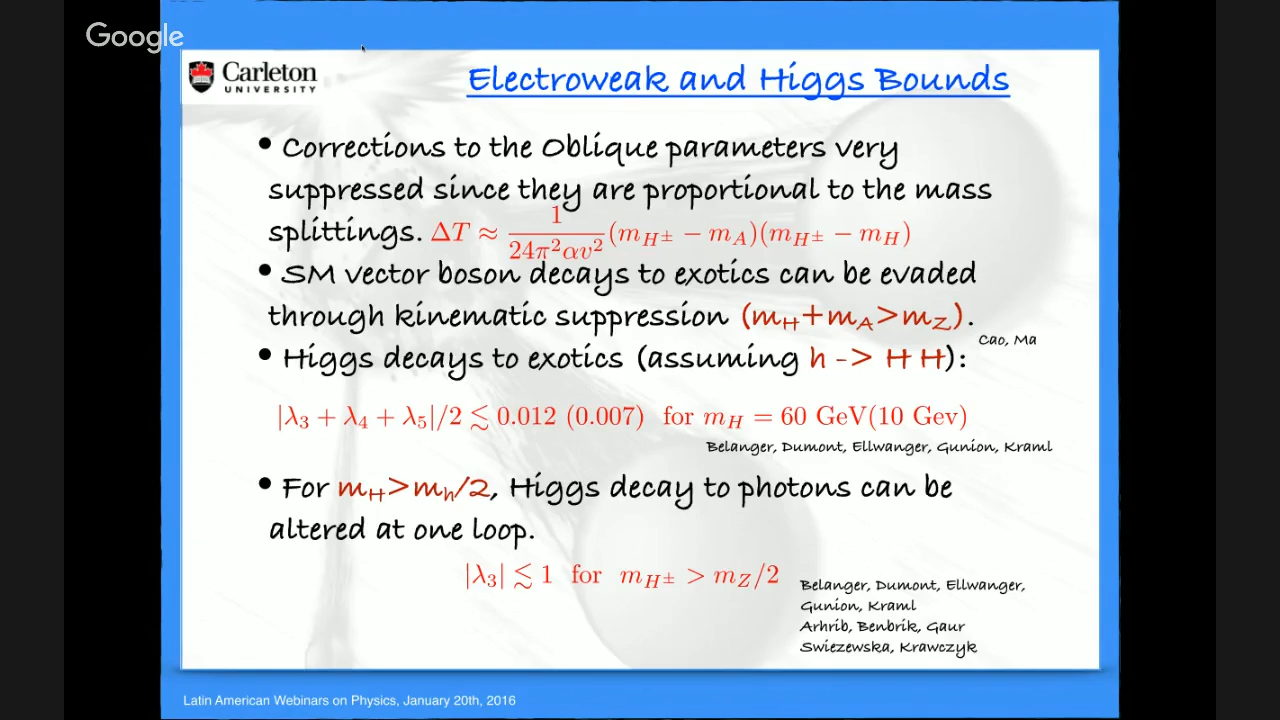 Google
Carleton
UNIVERSITY
Electroweak and Higgs Bounds
• Corrections to the Oblique parameters very
suppressed since they are proportional to the mass
splittings. ΔT ≈ 1/(24π²αv²) (m_{H±} − m_A)(m_{H±} − m_H)
• SM vector boson decays to exotics can be evaded
through kinematic suppression (m_H+m_A>m_Z).
Cao, Ma
• Higgs decays to exotics (assuming h -> H H):
|λ₃ + λ₄ + λ₅|/2 ≲ 0.012 (0.007) for m_H = 60 GeV(10 Gev)
Belanger, Dumont, Ellwanger, Gunion, Kraml
• For m_H>m_h/2, Higgs decay to photons can be
altered at one loop.
|λ₃| ≲ 1 for m_{H±} > m_Z/2
Belanger, Dumont, Ellwanger,
Gunion, Kraml
Arhrib, Benbrik, Gaur
Swiezewska, Krawczyk
Latin American Webinars on Physics, January 20th, 2016